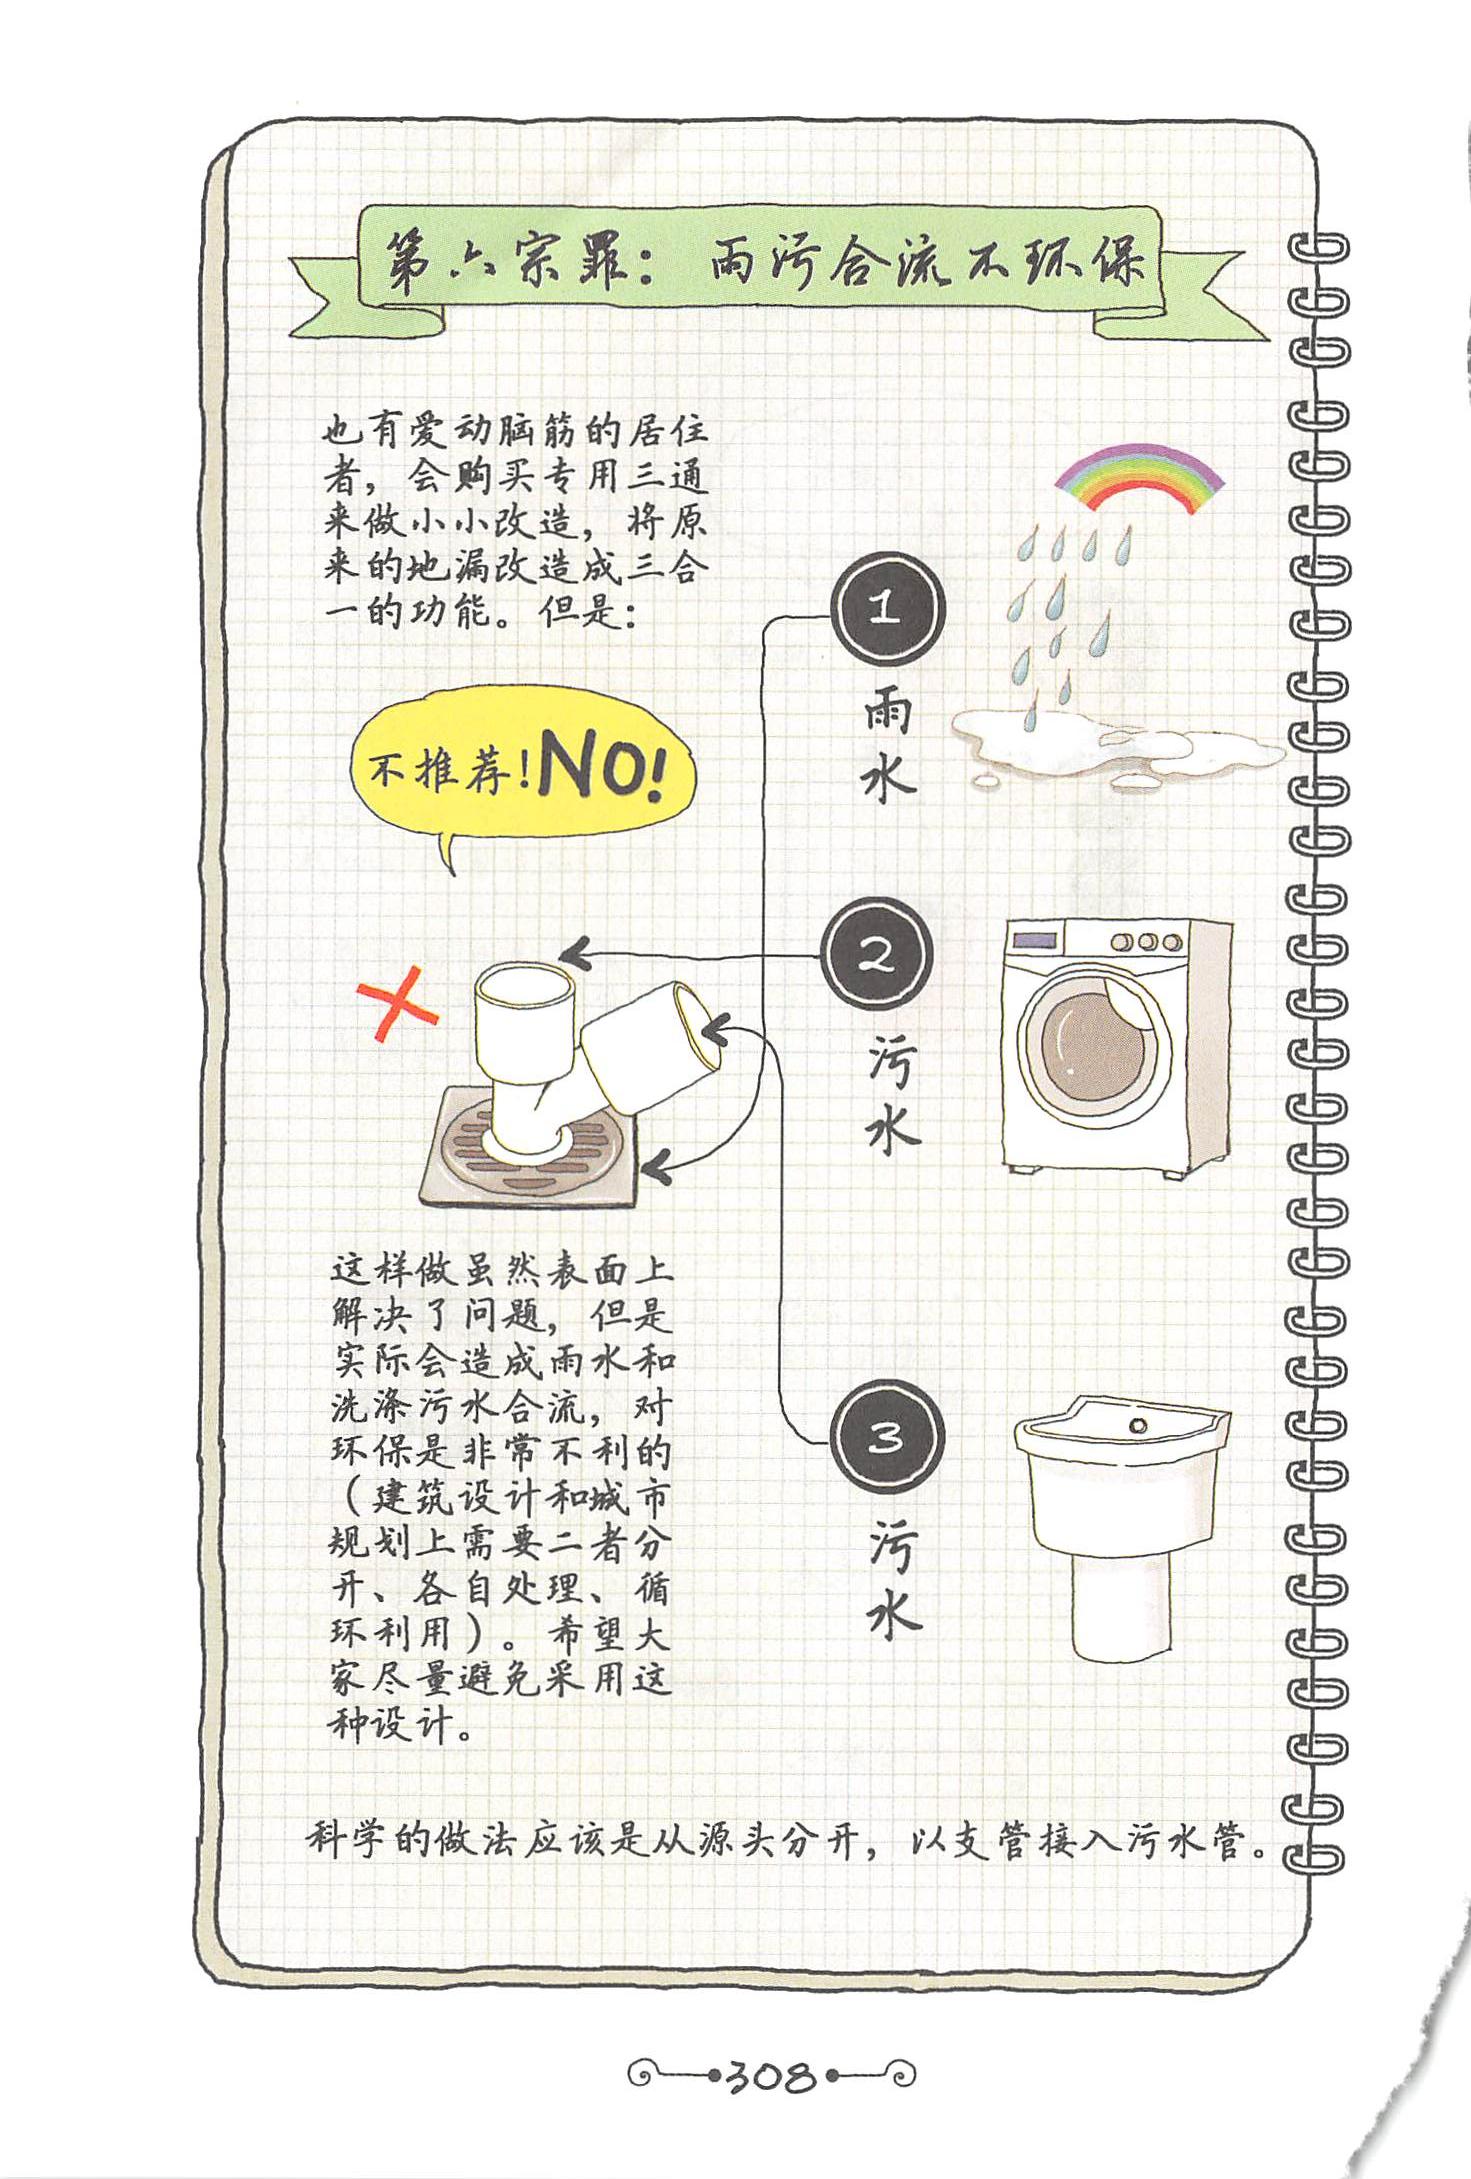 第六宗罪：雨污合流不环保
也有爱动脑筋的居住
者，会购买专用三通
来做小小改造，将原
来的地漏改造成三合
一的功能。但是：
不推荐！NO！
1
雨
水
2
污
水
3
污
水
这样做虽然表面上
解决了问题，但是
实际会造成雨水和
洗涤污水合流，对
环保是非常不利的
（建筑设计和城市
规划上需要二者分
开、各自处理、循
环利用）。希望大
家尽量避免采用这
种设计。
科学的做法应该是从源头分开，以支管接入污水管。
308